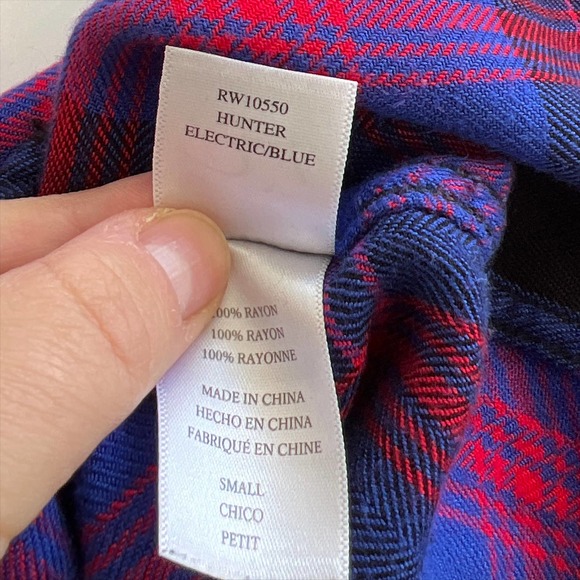 RW10550
HUNTER
ELECTRIC/BLUE
100% RAYON
100% RAYON
100% RAYONNE
MADE IN CHINA
HECHO EN CHINA
FABRIQUÉ EN CHINE
SMALL
CHICO
PETIT